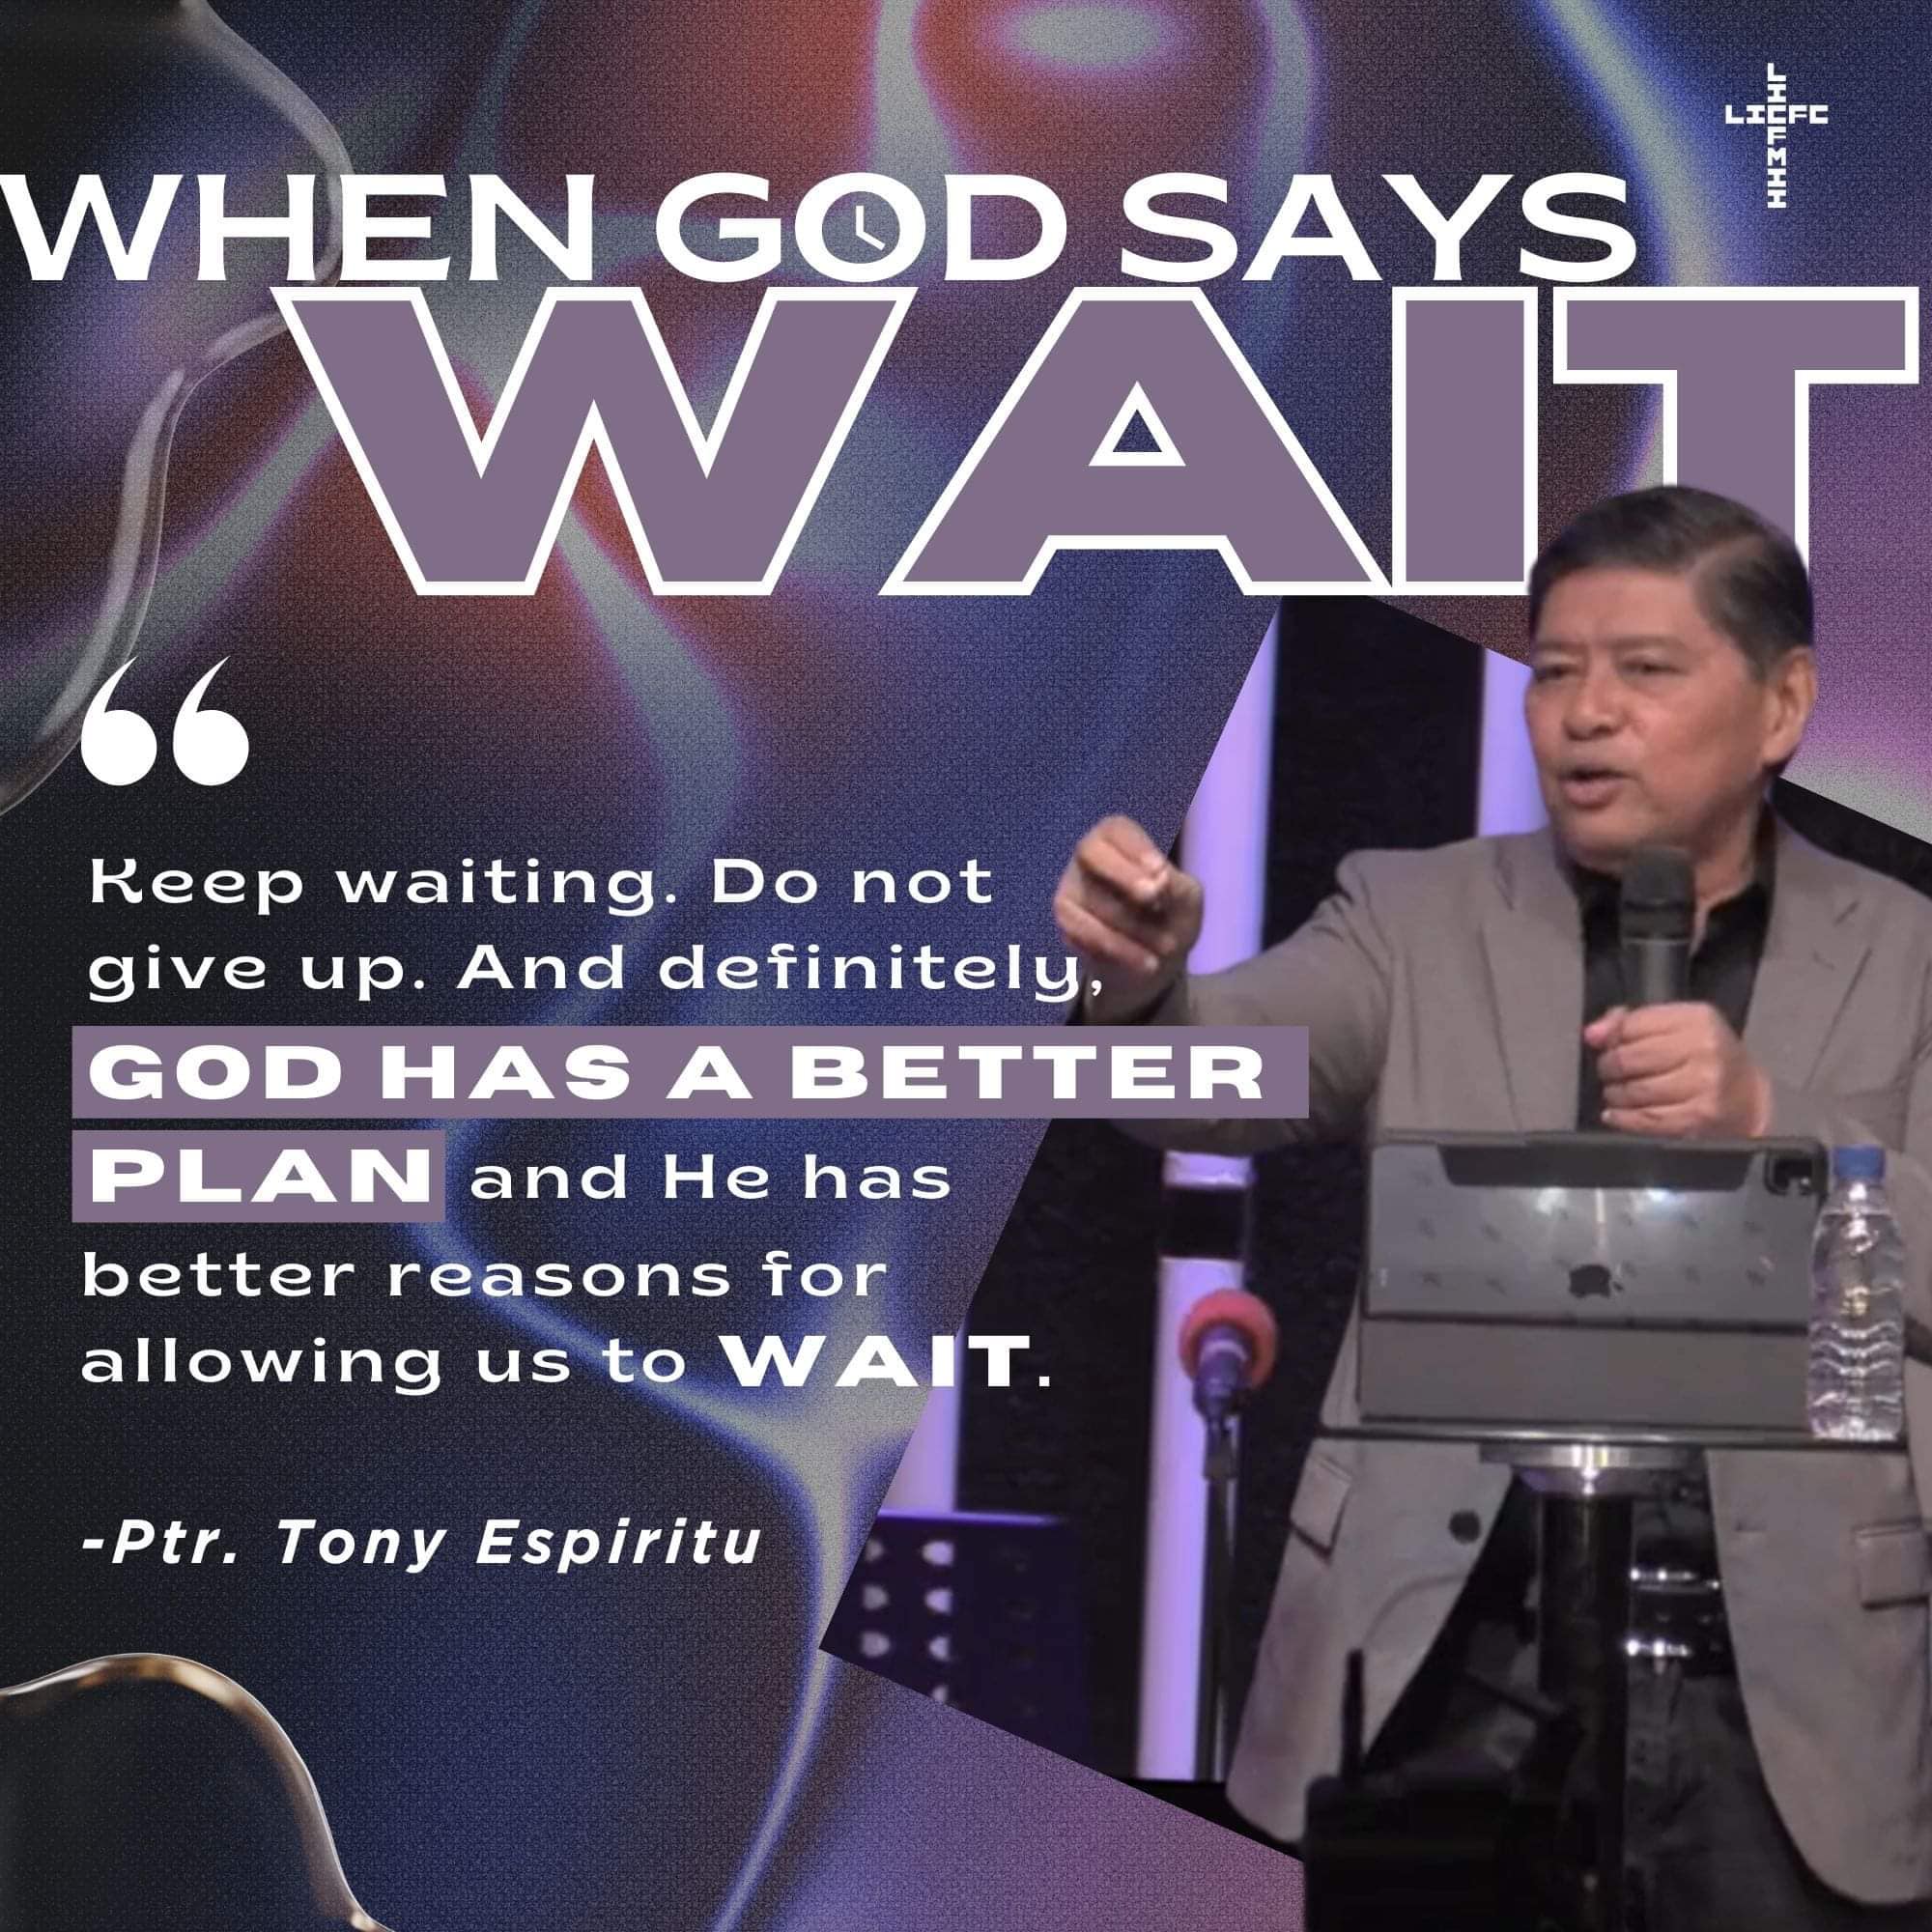 WHEN GOD SAYS
WAIT
LICFC
“
Keep waiting. Do not
give up. And definitely,
GOD HAS A BETTER
PLAN and He has
better reasons for
allowing us to WAIT.
-Ptr. Tony Espiritu